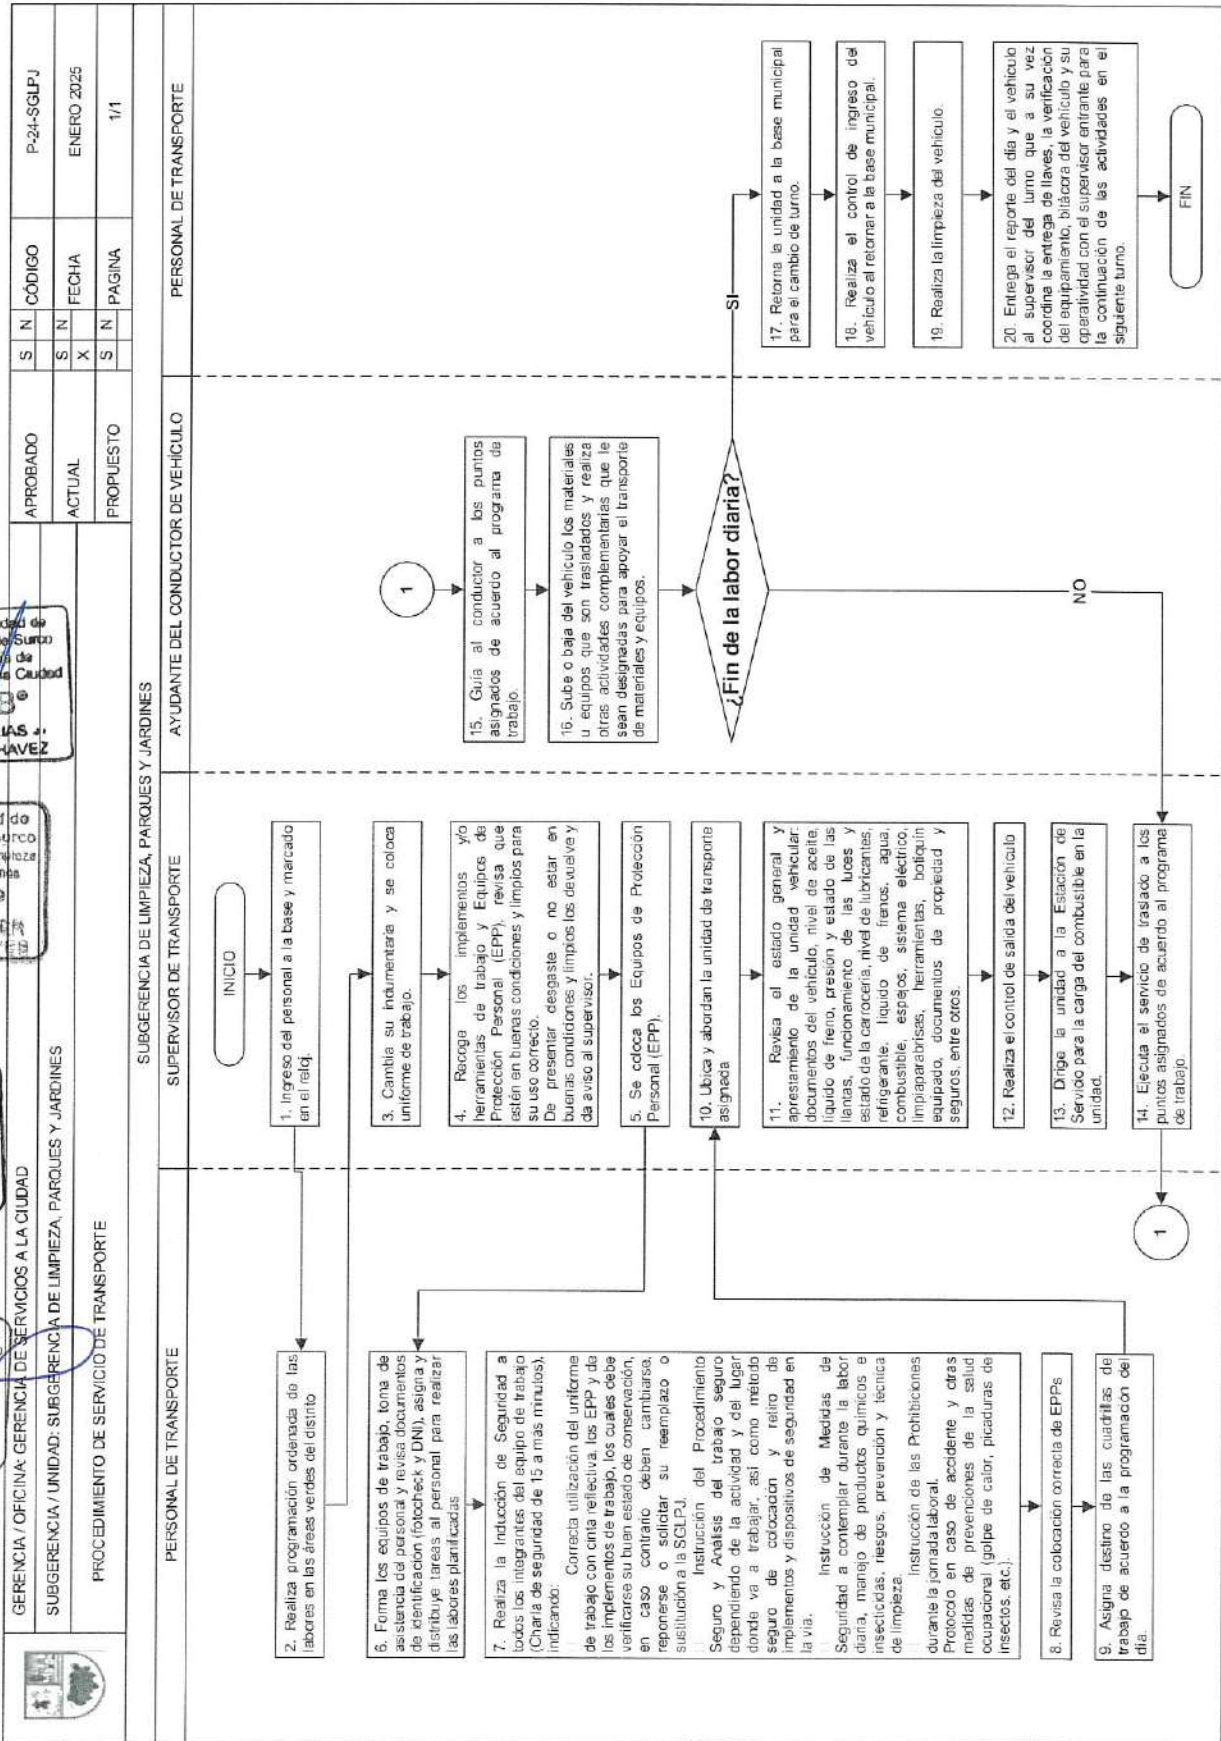 GERENCIA / OFICINA: GERENCIA DE SERVICIOS A LA CIUDAD
SUBGERENCIA / UNIDAD: SUBGERENCIA DE LIMPIEZA, PARQUES Y JARDINES
PROCEDIMIENTO DE SERVICIO DE TRANSPORTE
APROBADO S N CÓDIGO P-24-SGLPJ
ACTUAL S N FECHA ENERO 2025
X
PROPUESTO S N PAGINA 1/1
SUBGERENCIA DE LIMPIEZA, PARQUES Y JARDINES
PERSONAL DE TRANSPORTE
SUPERVISOR DE TRANSPORTE
AYUDANTE DEL CONDUCTOR DE VEHÍCULO
PERSONAL DE TRANSPORTE
INICIO
1. Ingreso del personal a la base y marcado
en el reloj.
2. Realiza programación ordenada de las
labores en las áreas verdes del distrito
3. Cambia su indumentaria y se coloca
uniforme de trabajo.
4. Recoge los implementos y/o
herramientas de trabajo y Equipos de
Protección Personal (EPP), revisa que
estén en buenas condiciones y limpios para
su uso correcto.
De presentar desgaste o no estar en
buenas condiciones y limpios los devuelve y
da aviso al supervisor.
5. Se coloca los Equipos de Protección
Personal (EPP).
6. Forma los equipos de trabajo, toma de
asistencia del personal y revisa documentos
de identificación (fotocheck y DNI), asigna y
distribuye tareas al personal para realizar
las labores planificadas
7. Realiza la Inducción de Seguridad a
todos los integrantes del equipo de trabajo
(Charla de seguridad de 15 a más minutos),
indicando:
Correcta utilización del uniforme
de trabajo con cinta reflectiva, los EPP y de
los implementos de trabajo, los cuales debe
verificarse su buen estado de conservación,
en caso contrario deben cambiarse,
reponerse o solicitar su reemplazo o
sustitución a la SGLPJ.
Instrucción del Procedimiento
Seguro y Análisis del trabajo seguro
dependiendo de la actividad y del lugar
donde va a trabajar, así como método
seguro de colocación y retiro de
implementos y dispositivos de seguridad en
la vía.
Instrucción de Medidas de
Seguridad a contemplar durante la labor
diaria, manejo de productos químicos e
insecticidas, riesgos, prevención y técnica
de limpieza.
Instrucción de las Prohibiciones
durante la jornada laboral.
Protocolo en caso de accidente y otras
medidas de prevenciones de la salud
ocupacional (golpe de calor, picaduras de
insectos, etc.).
8. Revisa la colocación correcta de EPPs
9. Asigna destino de las cuadrillas de
trabajo de acuerdo a la programación del
día.
10. Ubica y abordan la unidad de transporte
asignada
11. Revisa el estado general y
aprestamiento de la unidad vehicular:
documentos del vehículo, nivel de aceite,
líquido de freno, presión y estado de las
llantas, funcionamiento de las luces y
estado de la carrocería, nivel de lubricantes,
refrigerante, líquido de frenos, agua,
combustible, espejos, sistema eléctrico,
limpiaparabrisas, herramientas, botiquín
equipado, documentos de propiedad y
seguros, entre otros.
12. Realiza el control de salida del vehículo
13. Dirige la unidad a la Estación de
Servicio para la carga del combustible en la
unidad.
14. Ejecuta el servicio de traslado a los
puntos asignados de acuerdo al programa
de trabajo.
1
1
15. Guía al conductor a los puntos
asignados de acuerdo al programa de
trabajo.
16. Sube o baja del vehículo los materiales
u equipos que son trasladados y realiza
otras actividades complementarias que le
sean designadas para apoyar el transporte
de materiales y equipos.
¿Fin de la labor diaria?
SI
NO
17. Retorna la unidad a la base municipal
para el cambio de turno.
18. Realiza el control de ingreso del
vehículo al retornar a la base municipal.
19. Realiza la limpieza del vehículo.
20. Entrega el reporte del día y el vehículo
al supervisor del turno que a su vez
coordina la entrega de llaves, la verificación
del equipamiento, bitácora del vehículo y su
operatividad con el supervisor entrante para
la continuación de las actividades en el
siguiente turno.
FIN